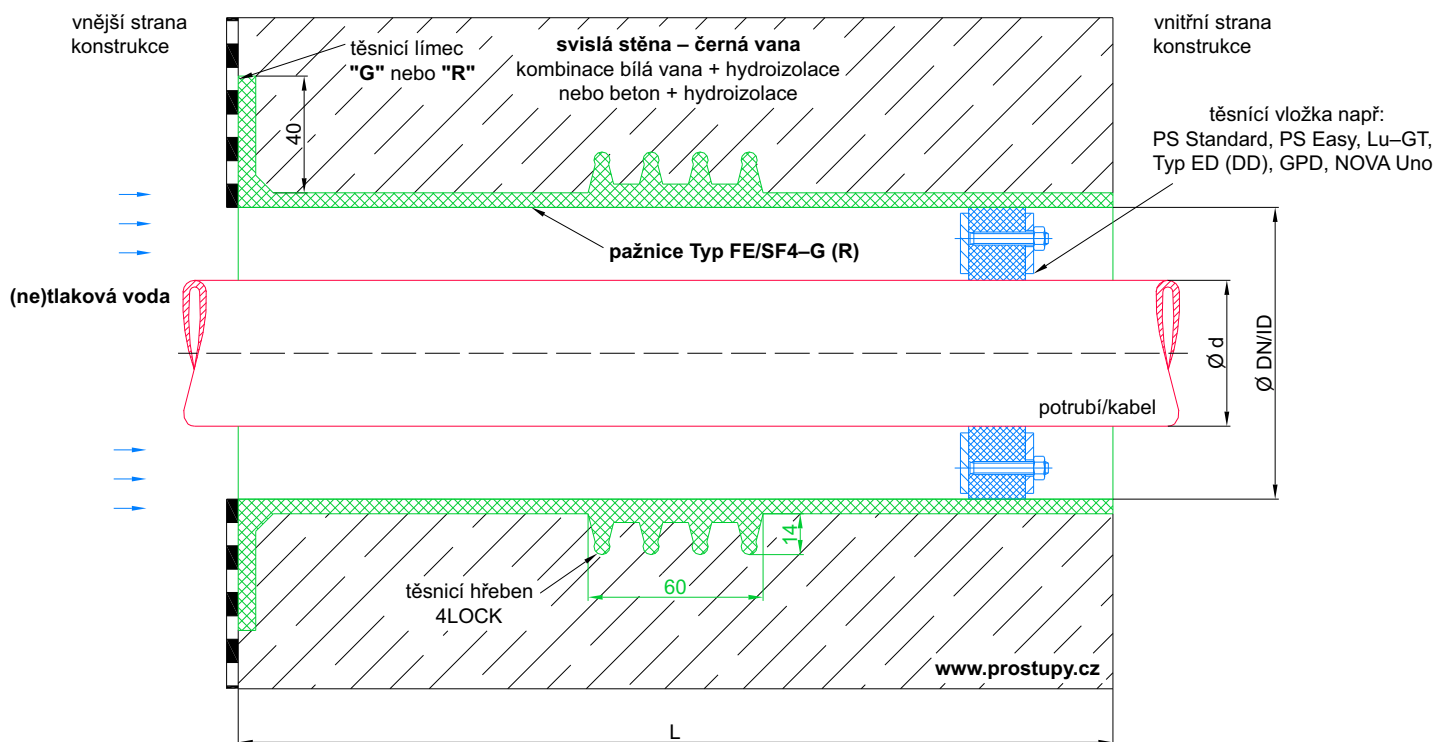 vnější strana
konstrukce
těsnicí límec
"G" nebo "R"
svislá stěna – černá vana
kombinace bílá vana + hydroizolace
nebo beton + hydroizolace
vnitřní strana
konstrukce
těsnící vložka např:
PS Standard, PS Easy, Lu–GT,
Typ ED (DD), GPD, NOVA Uno
40
pažnice Typ FE/SF4–G (R)
(ne)tlaková voda
Ø d
Ø DN/ID
potrubí/kabel
14
60
těsnicí hřeben
4LOCK
www.prostupy.cz
L